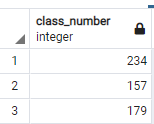 class_number
integer
1 234
2 157
3 179